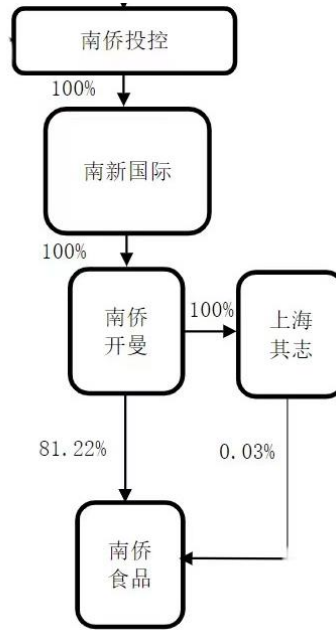 南侨投控
100%
南新国际
100%
南侨
开曼
100%
上海
其志
81.22%
0.03%
南侨
食品